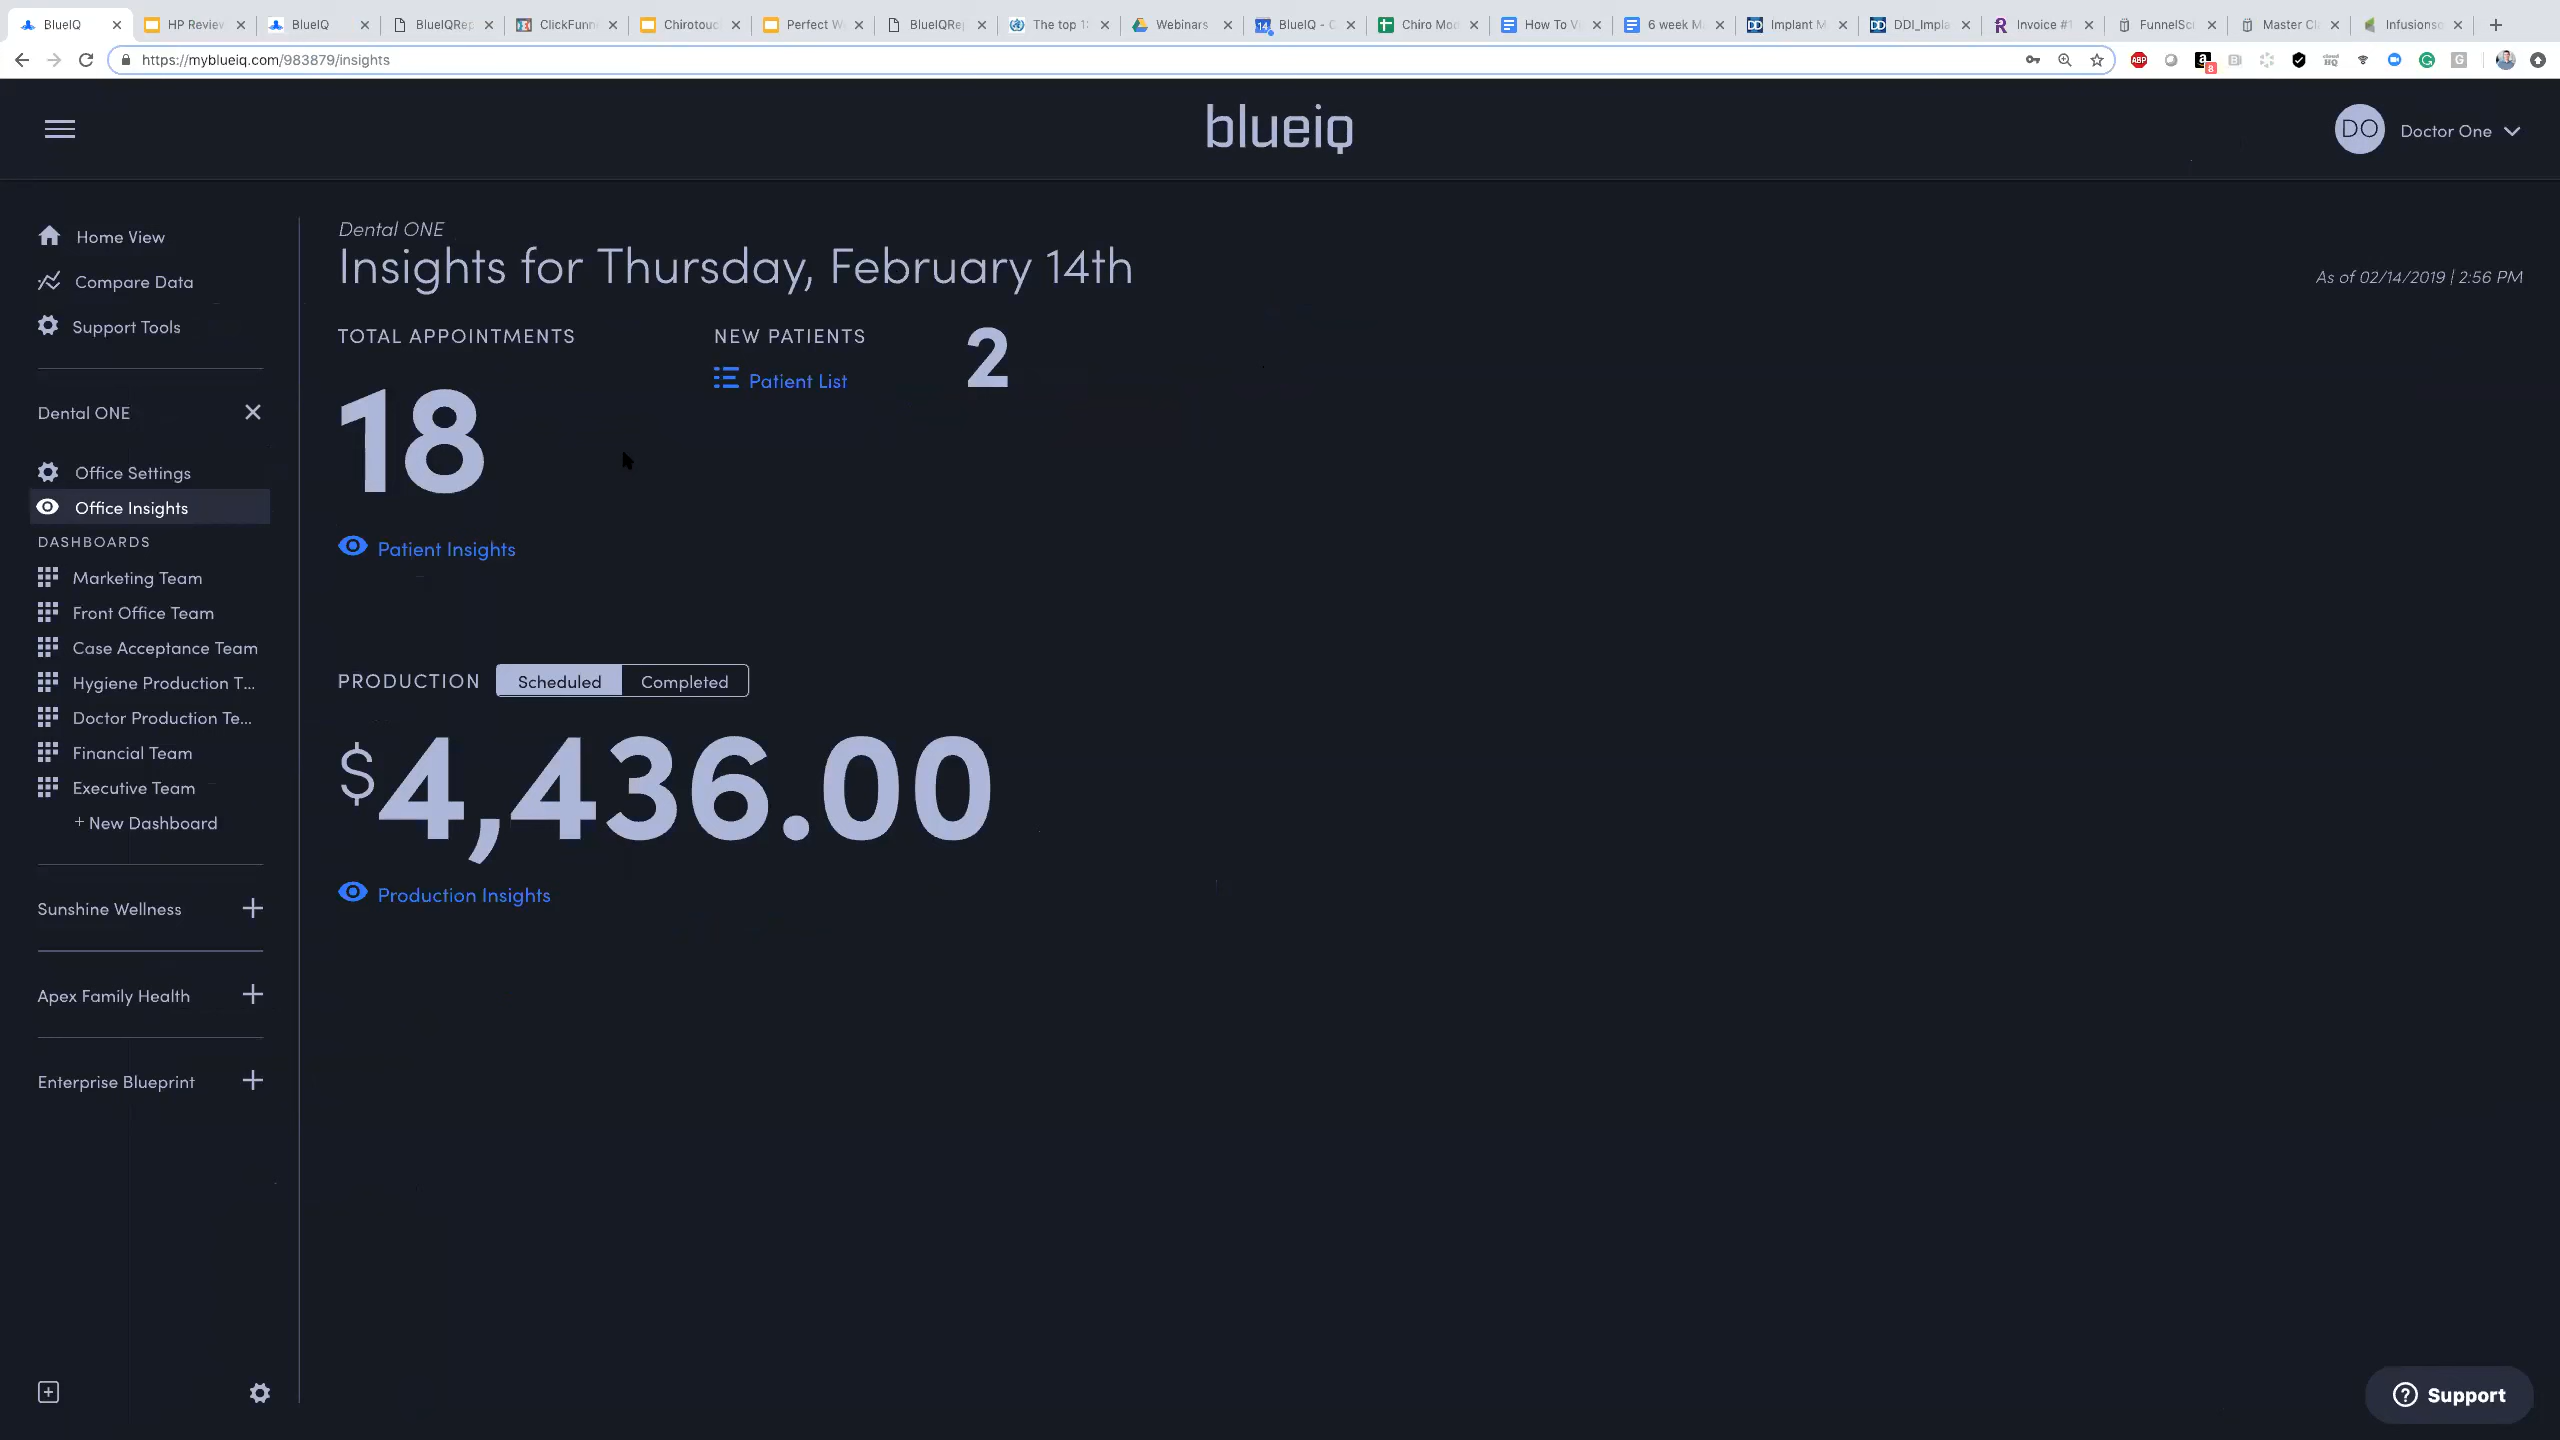 BlueIQ
HP Review
BlueIQ
BlueIQRep
ClickFunn
Chirotouc
Perfect W
BlueIQRep
The top 1
Webinars
BlueIQ - C
Chiro Moc
How To V
6 week M
Implant M
DDI_Impla
Invoice #1
FunnelSci
Master Cl
Infusionso
https://myblueiq.com/983879/insights
blueiq
DO
Doctor One
Home View
Compare Data
Support Tools
Dental ONE
Office Settings
Office Insights
DASHBOARDS
Marketing Team
Front Office Team
Case Acceptance Team
Hygiene Production T...
Doctor Production Te...
Financial Team
Executive Team
+ New Dashboard
Sunshine Wellness
Apex Family Health
Enterprise Blueprint
Dental ONE
Insights for Thursday, February 14th
As of 02/14/2019 | 2:56 PM
TOTAL APPOINTMENTS
18
Patient Insights
NEW PATIENTS
2
Patient List
PRODUCTION
Scheduled
Completed
$4,436.00
Production Insights
Support